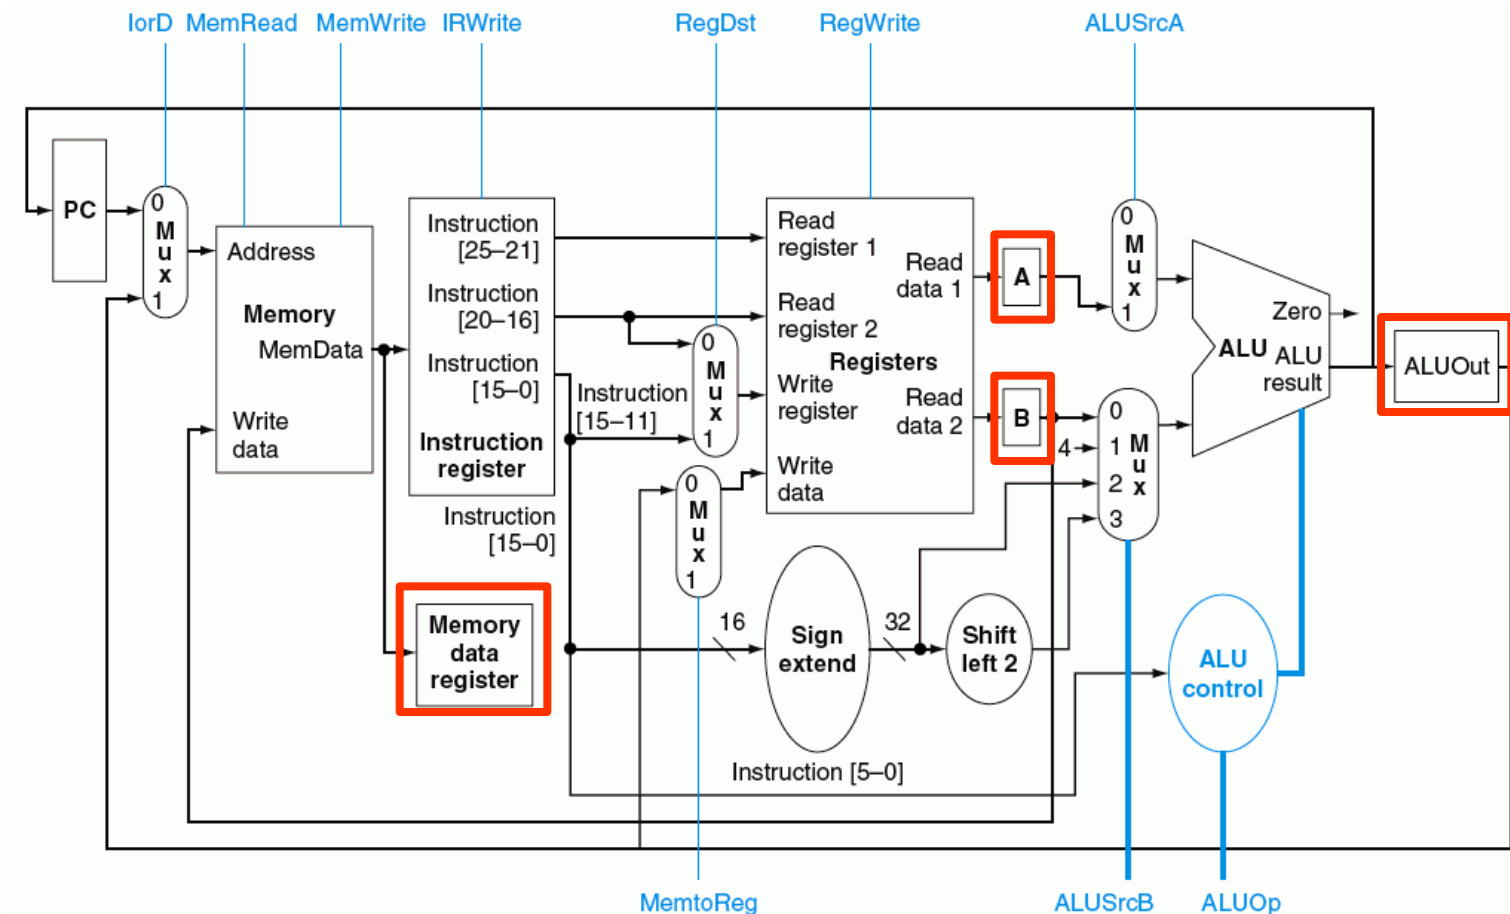 IorD MemRead MemWrite IRWrite RegDst RegWrite ALUSrcA
PC
0
M
u
x
1
Address
Memory
MemData
Write
data
Instruction
[25–21]
Instruction
[20–16]
Instruction
[15–0]
Instruction
register
Instruction
[15–0]
Instruction
[15–11]
0
M
u
x
1
0
M
u
x
1
Read
register 1
Read
register 2
Registers
Write
register
Write
data
Read
data 1
Read
data 2
A
B
0
M
u
x
1
4
0
1
2
3
M
u
x
Zero
ALU
ALU
result
ALUOut
Memory
data
register
16
Sign
extend
32
Shift
left 2
ALU
control
Instruction [5–0]
MemtoReg ALUSrcB ALUOp